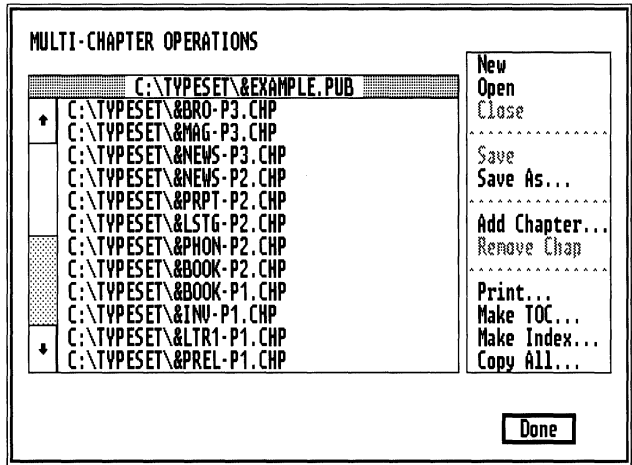 MULTI-CHAPTER OPERATIONS
C:\TYPESET\&EXAMPLE.PUB
C:\TYPESET\&BRO-P3.CHP
C:\TYPESET\&MAG-P3.CHP
C:\TYPESET\&NEWS-P3.CHP
C:\TYPESET\&NEWS-P2.CHP
C:\TYPESET\&PRPT-P2.CHP
C:\TYPESET\&LSTG-P2.CHP
C:\TYPESET\&PHON-P2.CHP
C:\TYPESET\&BOOK-P2.CHP
C:\TYPESET\&BOOK-P1.CHP
C:\TYPESET\&INV-P1.CHP
C:\TYPESET\&LTR1-P1.CHP
C:\TYPESET\&PREL-P1.CHP
New
Open
Close
Save
Save As...
Add Chapter...
Remove Chap
Print...
Make TOC...
Make Index...
Copy All...
Done